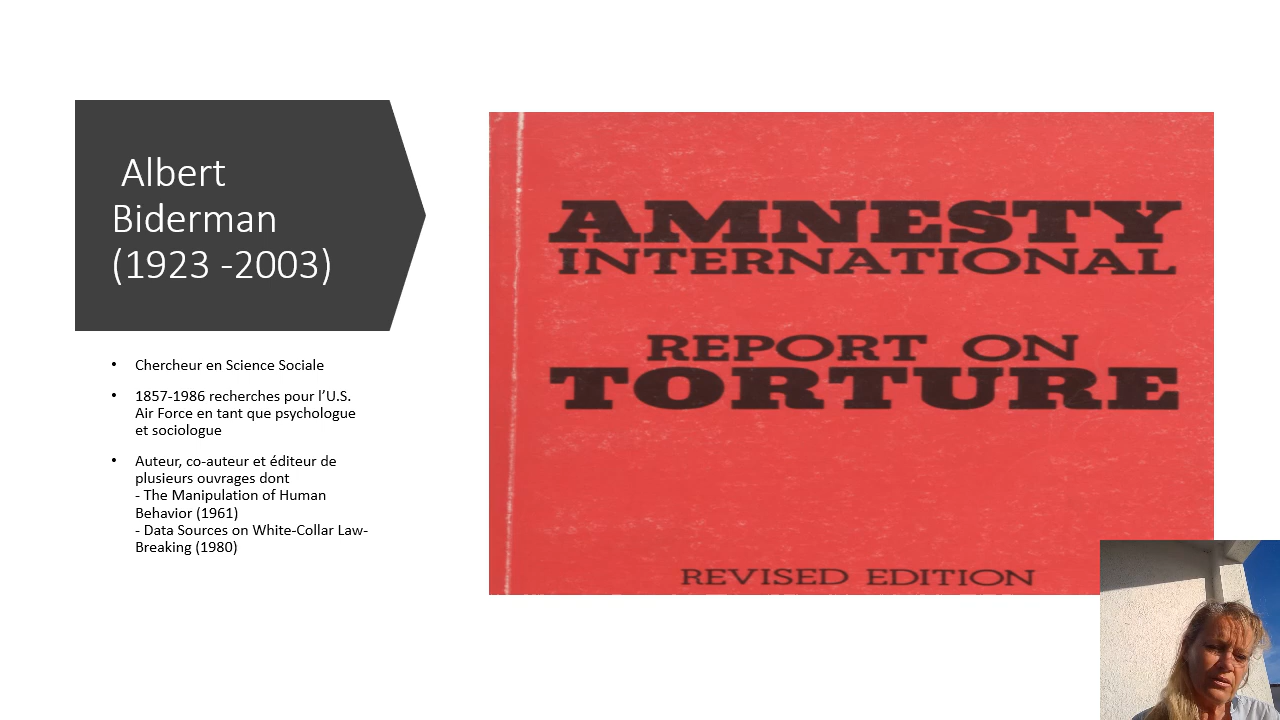 Albert
Biderman
(1923 -2003)
• Chercheur en Science Sociale
• 1857-1986 recherches pour l’U.S.
Air Force en tant que psychologue
et sociologue
• Auteur, co-auteur et éditeur de
plusieurs ouvrages dont
- The Manipulation of Human
Behavior (1961)
- Data Sources on White-Collar Law-
Breaking (1980)
AMNESTY
INTERNATIONAL
REPORT ON
TORTURE
REVISED EDITION